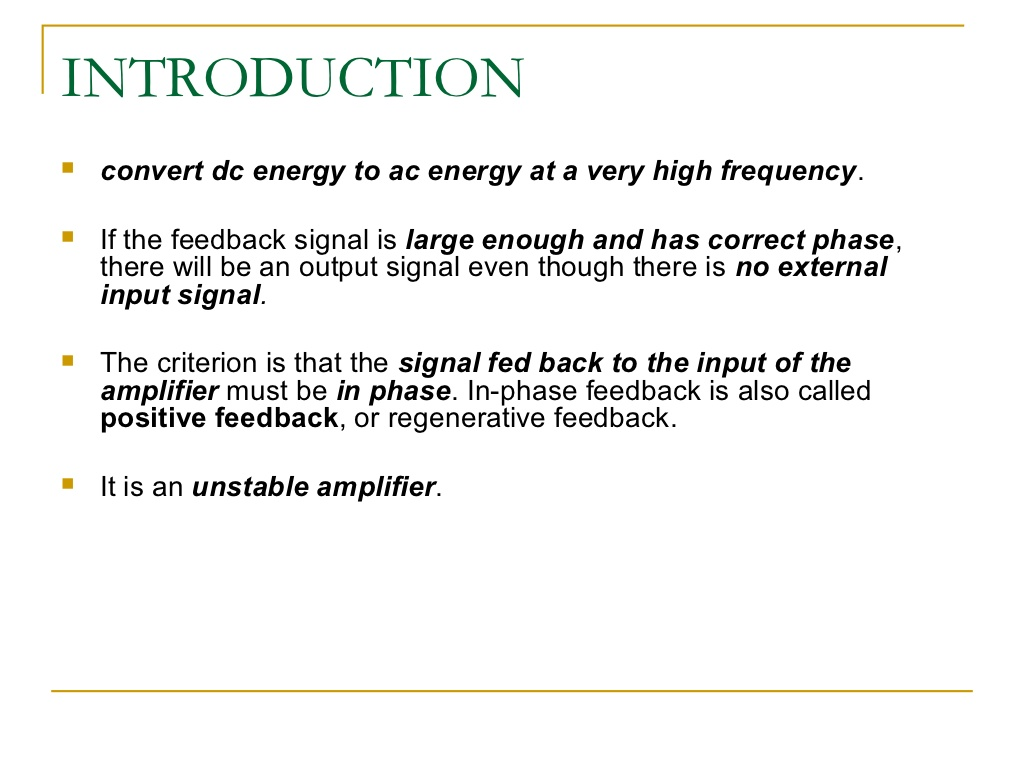 INTRODUCTION
convert dc energy to ac energy at a very high frequency.
If the feedback signal is large enough and has correct phase,
there will be an output signal even though there is no external
input signal.
The criterion is that the signal fed back to the input of the
amplifier must be in phase. In-phase feedback is also called
positive feedback, or regenerative feedback.
It is an unstable amplifier.